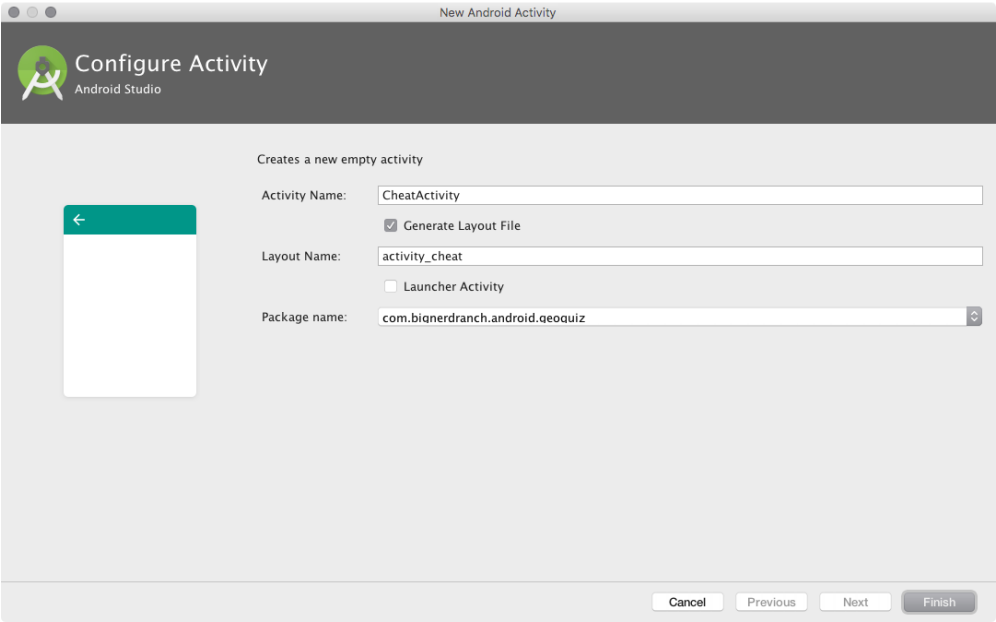 New Android Activity
Configure Activity
Android Studio
Creates a new empty activity
Activity Name: CheatActivity
Generate Layout File
Layout Name: activity_cheat
Launcher Activity
Package name: com.bignerdranch.android.geoquiz
Cancel Previous Next Finish